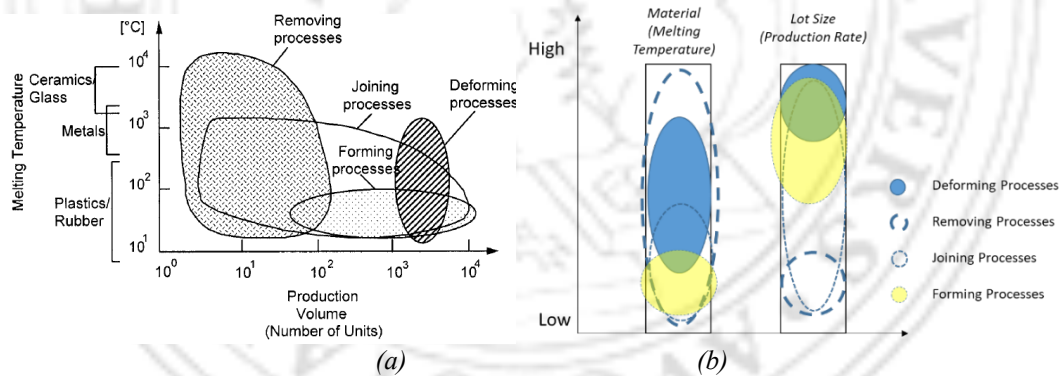 [°C]
10⁴
10³
10²
10¹
Melting Temperature
Ceramics/
Glass
Metals
Plastics/
Rubber
Removing
processes
Joining
processes
Forming
processes
Deforming
processes
10⁰
10¹
10²
10³
10⁴
Production
Volume
(Number of Units)
(a)
High
Low
Material
(Melting
Temperature)
Lot Size
(Production Rate)
Deforming Processes
Removing Processes
Joining Processes
Forming Processes
(b)